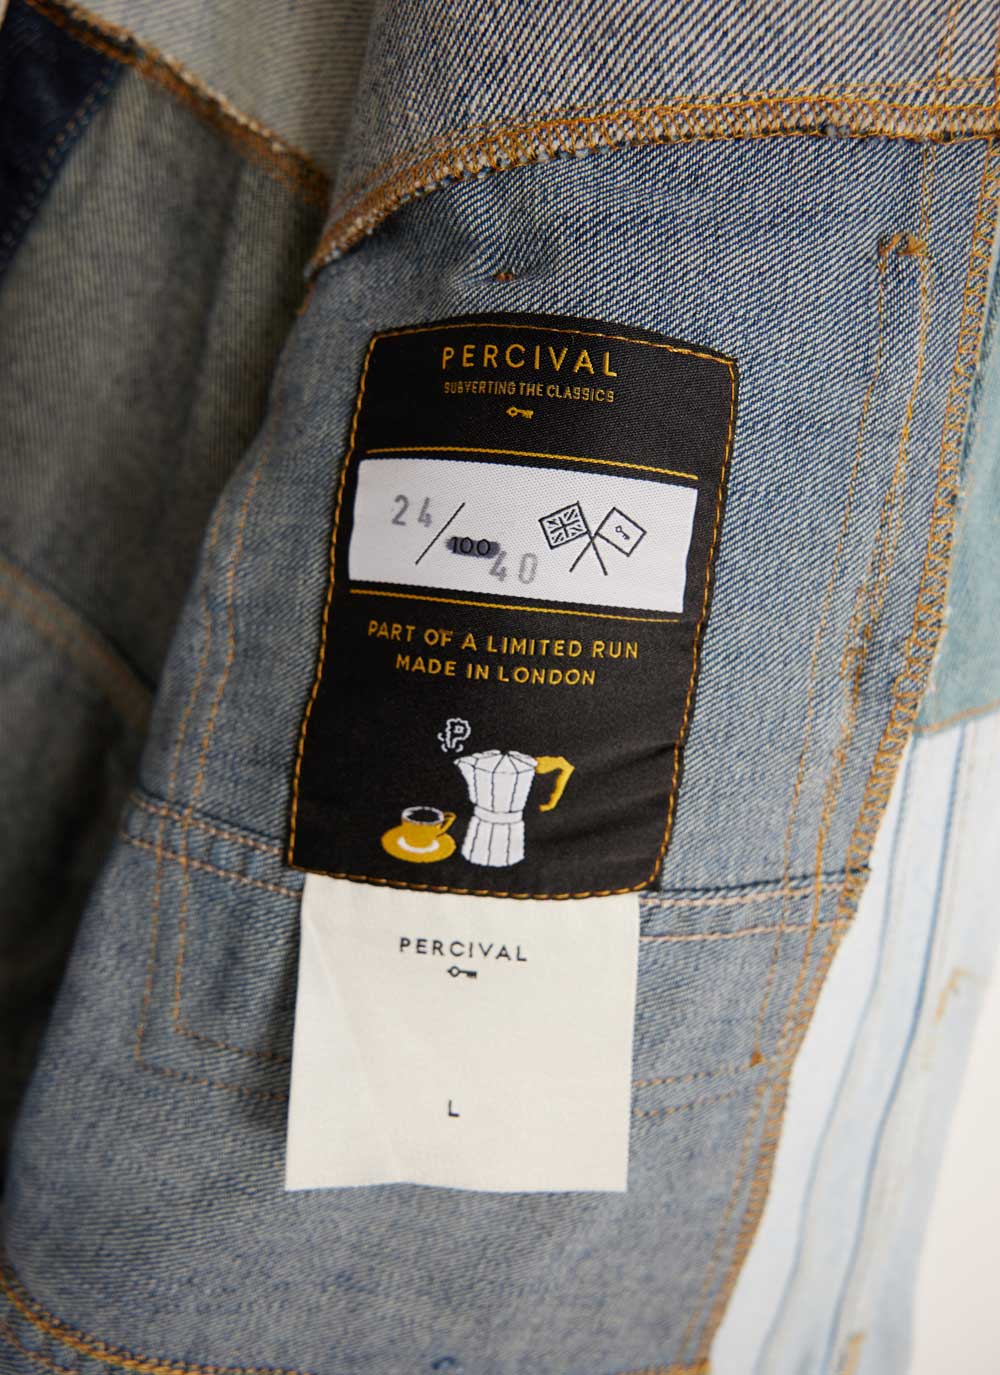 PERCIVAL
SUBVERTING THE CLASSICS
24/100 40
PART OF A LIMITED RUN
MADE IN LONDON
P
PERCIVAL
L